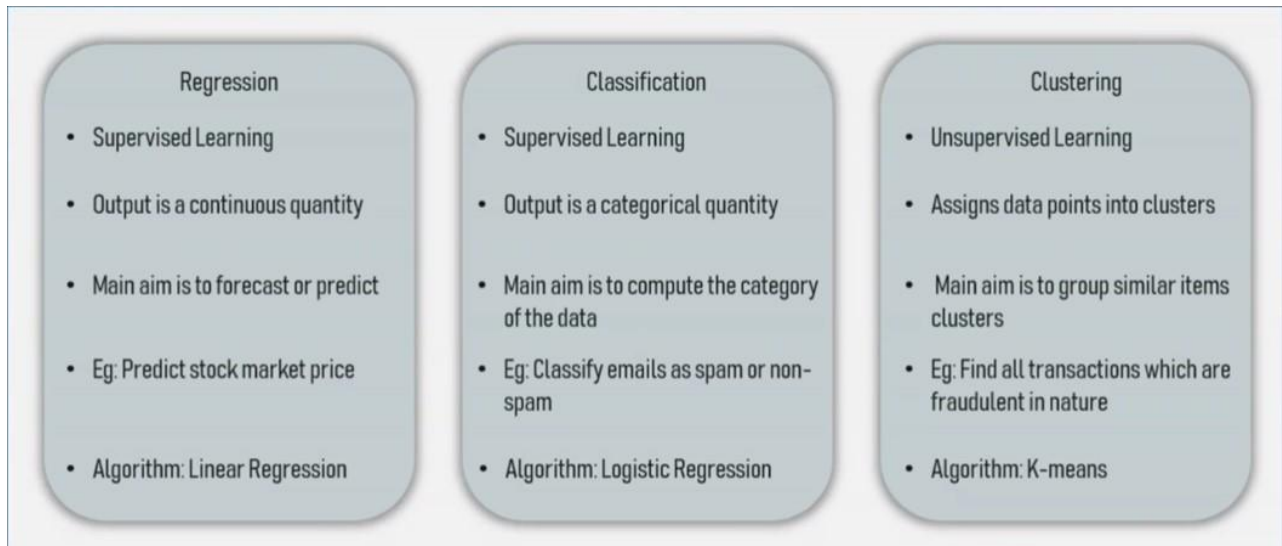 Regression
• Supervised Learning
• Output is a continuous quantity
• Main aim is to forecast or predict
• Eg: Predict stock market price
• Algorithm: Linear Regression
Classification
• Supervised Learning
• Output is a categorical quantity
• Main aim is to compute the category
of the data
• Eg: Classify emails as spam or non-
spam
• Algorithm: Logistic Regression
Clustering
• Unsupervised Learning
• Assigns data points into clusters
• Main aim is to group similar items
clusters
• Eg: Find all transactions which are
fraudulent in nature
• Algorithm: K-means